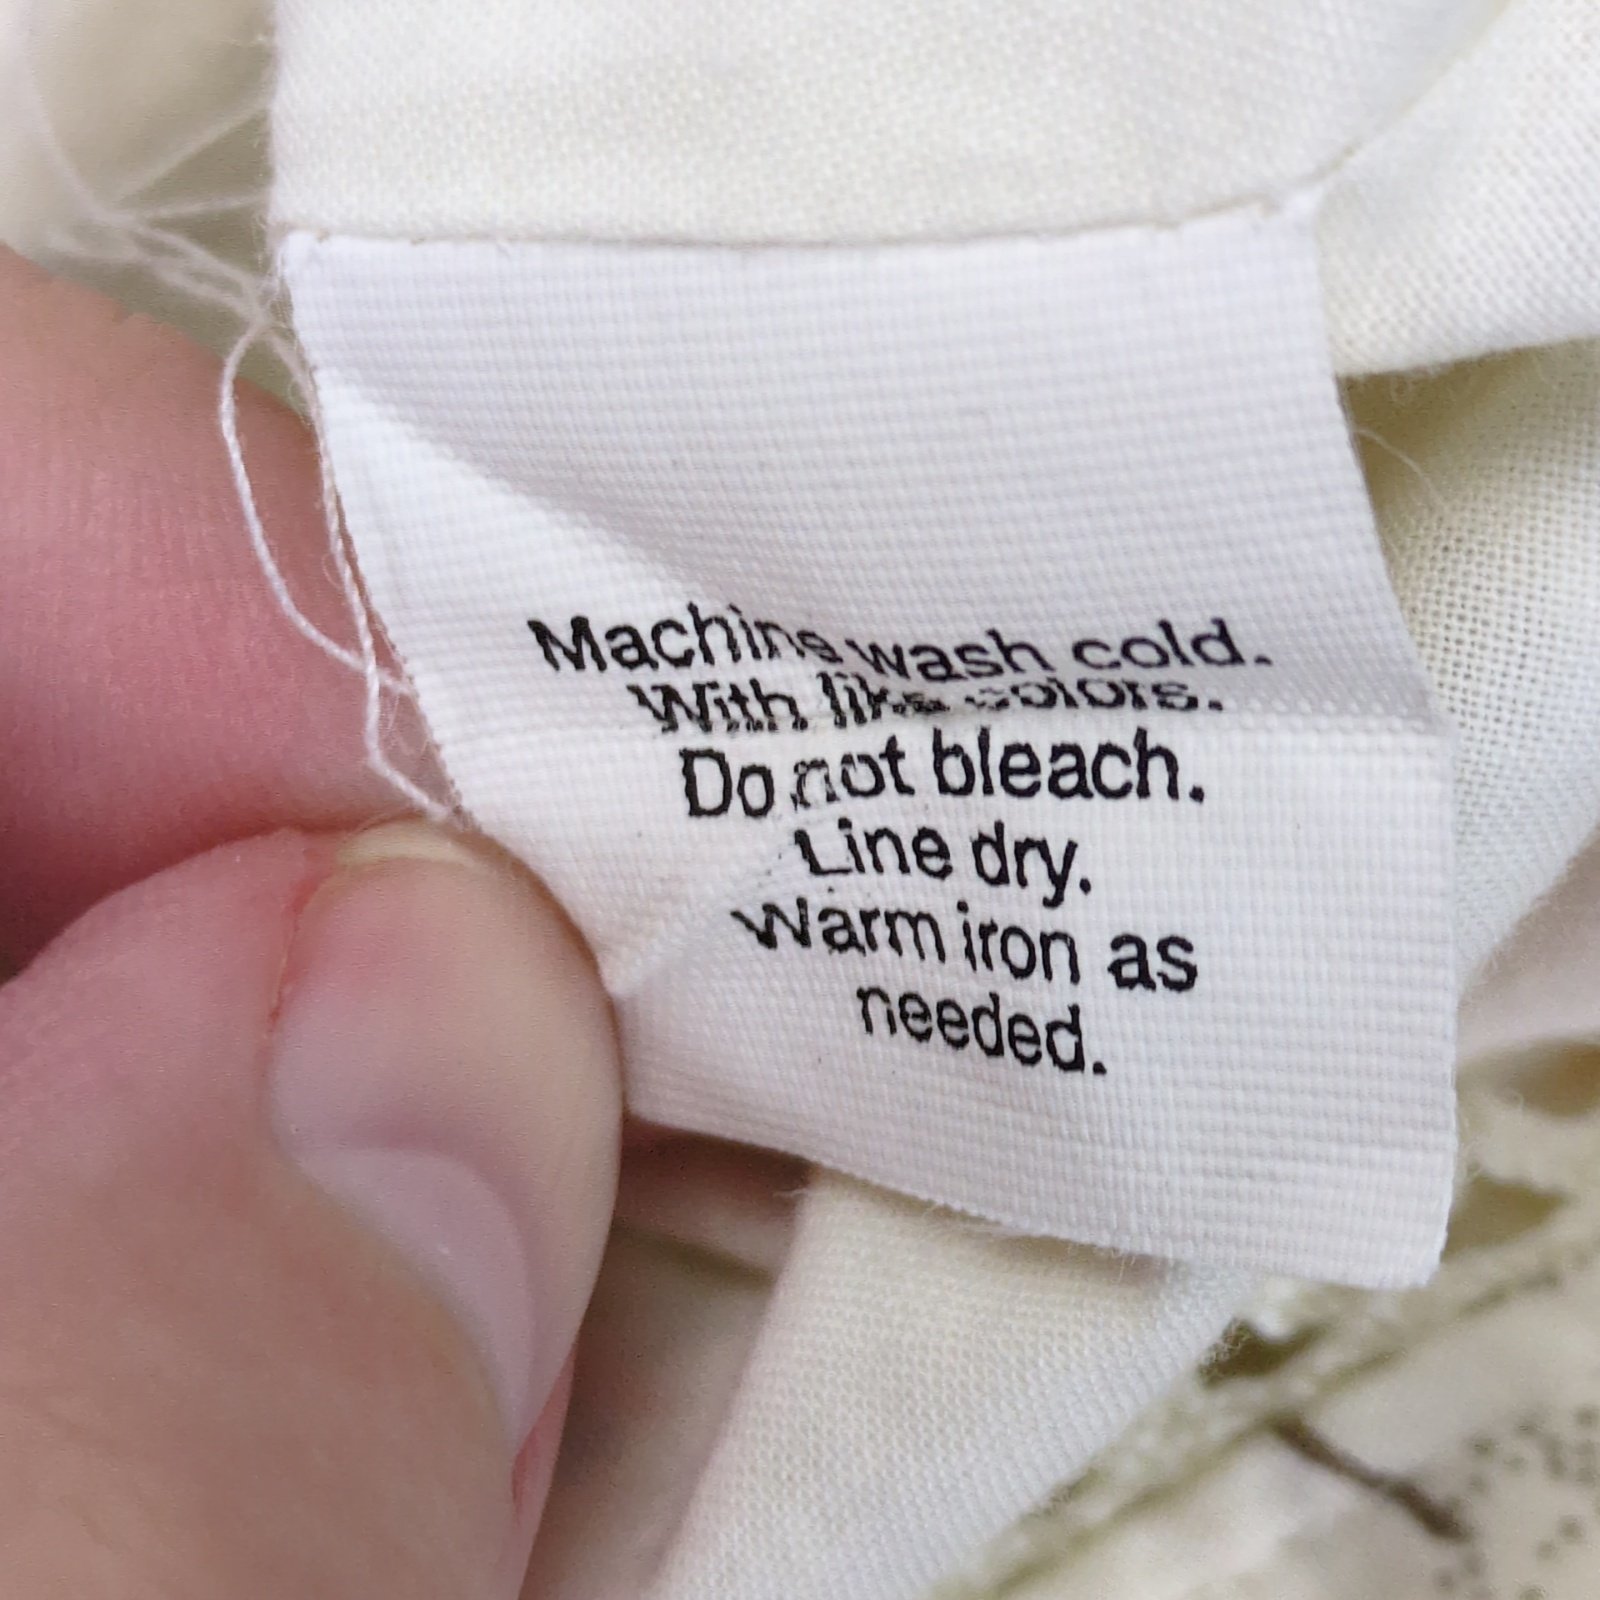 Machine wash cold.
With like colors.
Do not bleach.
Line dry.
Warm iron as
needed.